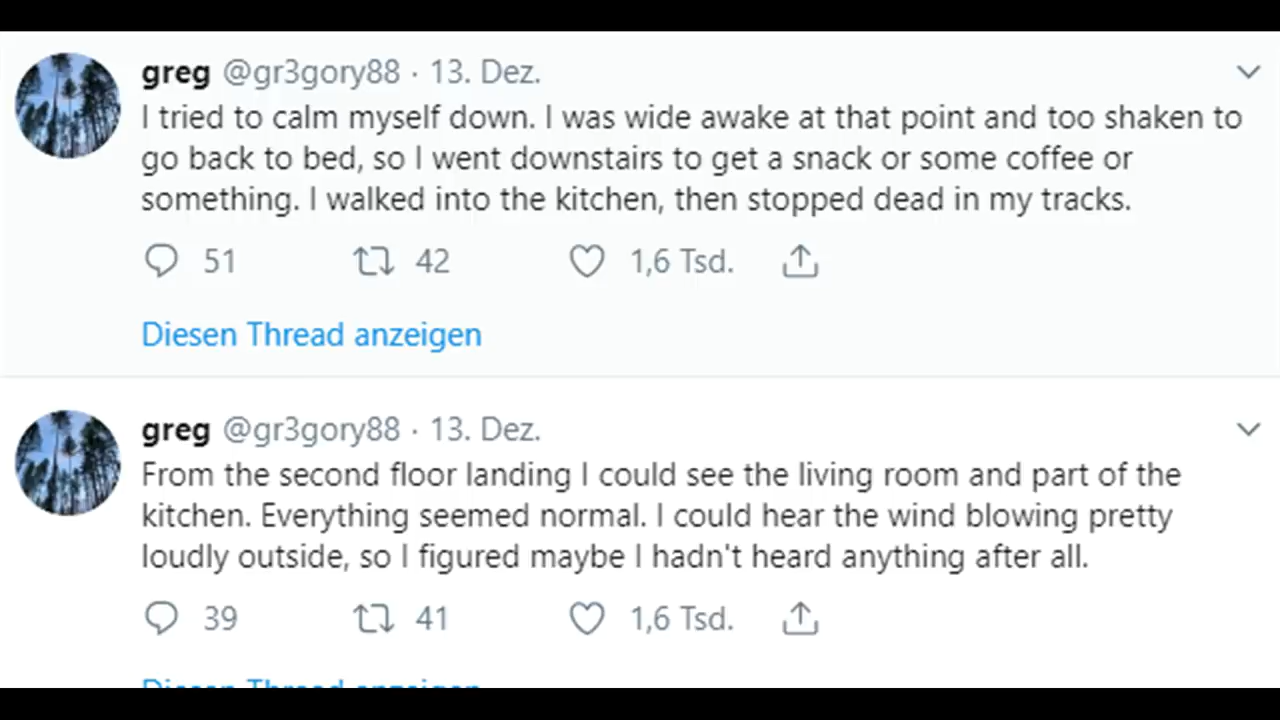 greg @gr3gory88 · 13. Dez.
I tried to calm myself down. I was wide awake at that point and too shaken to
go back to bed, so I went downstairs to get a snack or some coffee or
something. I walked into the kitchen, then stopped dead in my tracks.
51 42 1,6 Tsd.
Diesen Thread anzeigen
greg @gr3gory88 · 13. Dez.
From the second floor landing I could see the living room and part of the
kitchen. Everything seemed normal. I could hear the wind blowing pretty
loudly outside, so I figured maybe I hadn't heard anything after all.
39 41 1,6 Tsd.
Diesen Thread anzeigen